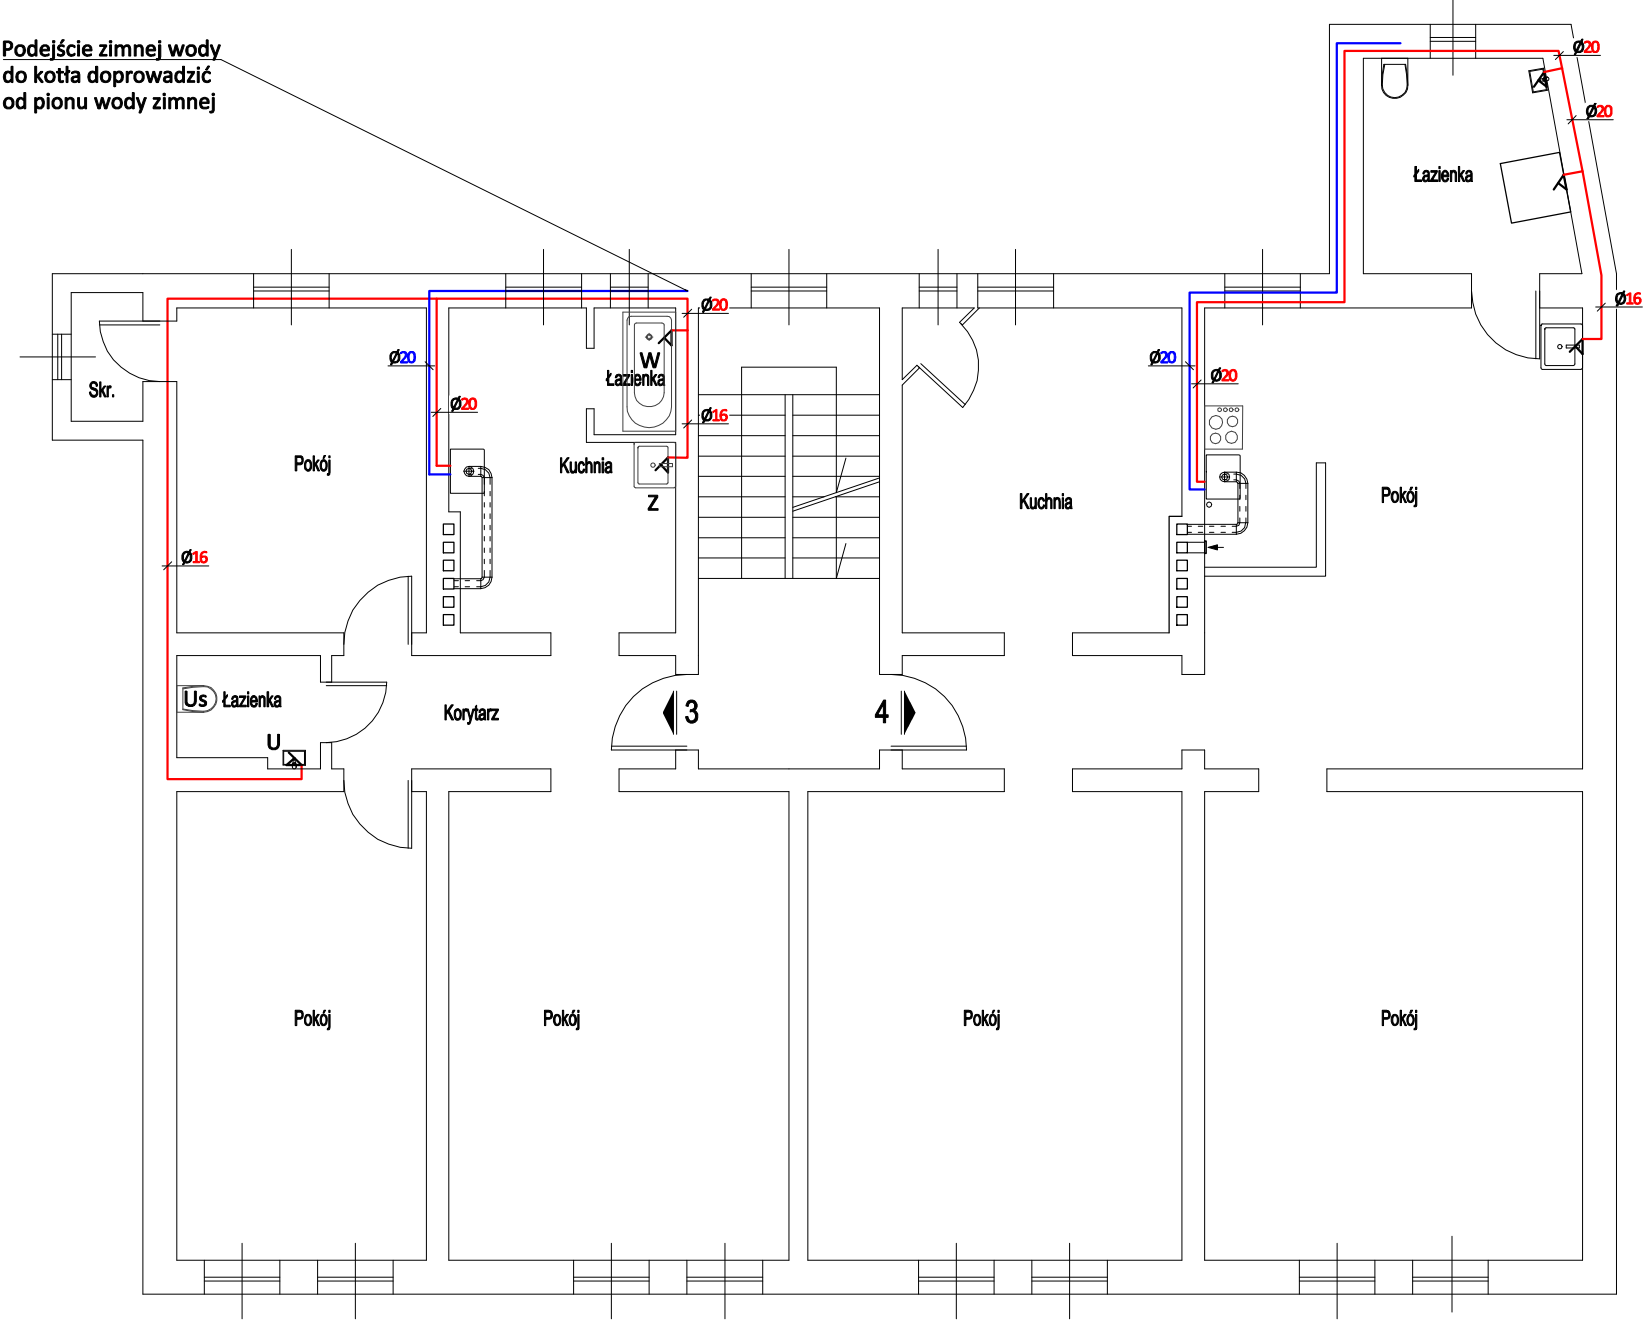 Podejście zimnej wody
do kotła doprowadzić
od pionu wody zimnej
Ø20
Ø20
Łazienka
Ø20
Ø16
Ø20
Ø20
W
Łazienka
Ø20
Ø20
Skr.
Ø20
Ø16
Pokój
Kuchnia
Z
Kuchnia
Pokój
Ø16
Us Łazienka
U
Korytarz
3
4
Pokój
Pokój
Pokój
Pokój